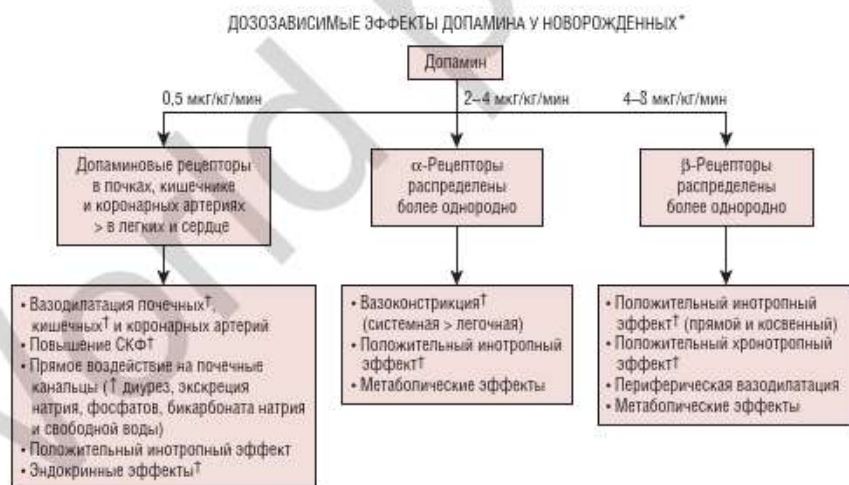 ДОЗОЗАВИСИМЫЕ ЭФФЕКТЫ ДОПАМИНА У НОВОРОЖДЕННЫХ*
Допамин
0,5 мкг/кг/мин
2–4 мкг/кг/мин
4–8 мкг/кг/мин
Допаминовые рецепторы
в почках, кишечнике
и коронарных артериях
> в легких и сердце
α-Рецепторы
распределены
более однородно
β-Рецепторы
распределены
более однородно
• Вазодилатация почечных†,
кишечных† и коронарных артерий
• Повышение СКФ†
• Прямое воздействие на почечные
канальцы (↑ диурез, экскреция
натрия, фосфатов, бикарбоната натрия
и свободной воды)
• Положительный инотропный эффект
• Эндокринные эффекты†
• Вазоконстрикция†
(системная > легочная)
• Положительный инотропный
эффект†
• Метаболические эффекты
• Положительный инотропный
эффект† (прямой и косвенный)
• Положительный хронотропный
эффект†
• Периферическая вазодилатация
• Метаболические эффекты